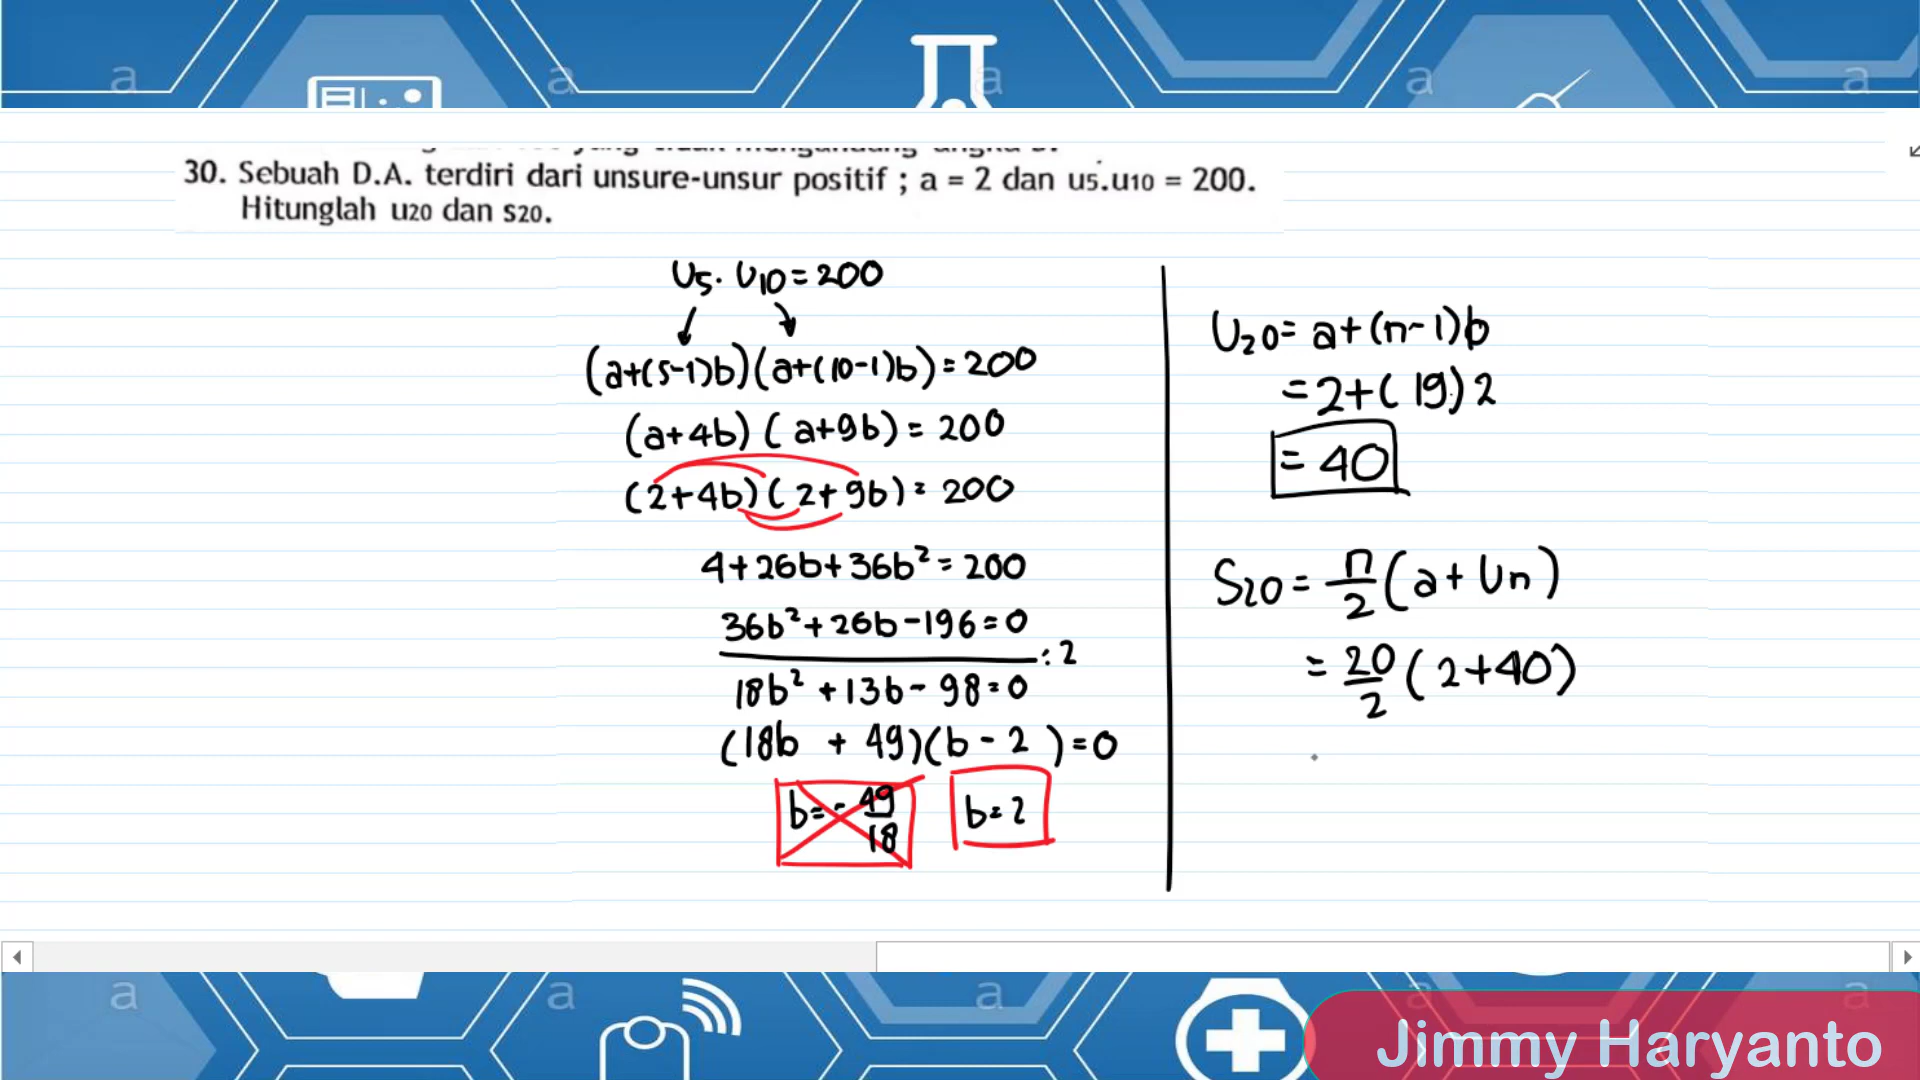 30. Sebuah D.A. terdiri dari unsure-unsur positif ; a = 2 dan u5.u10 = 200.
Hitunglah u20 dan s20.
U5. U10 = 200
(a+(5-1)b)(a+(10-1)b) = 200
(a+4b)(a+9b) = 200
(2+4b)(2+9b) = 200
4+26b+36b² = 200
36b²+26b-196=0
:2
18b²+13b-98=0
(18b + 49)(b-2)=0
b=-49/18 b=2
U20= a+(n-1)b
=2+(19)2
= 40
S20 = n/2 (a+Un)
= 20/2 (2+40)
a a a a a
a a a a
Jimmy Haryanto